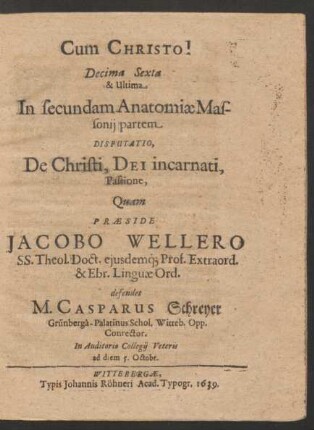 Cum CHRISTO!
Decima Sexta
& Ultima
In secundam Anatomiæ Mas-
sonij partem
DISPUTATIO,
De Christi, DEI incarnati,
Passione,
Quam
PRÆSIDE
JACOBO WELLERO
SS. Theol. Doct. ejusdemq́; Prof. Extraord.
& Ebr. Linguæ Ord.
defendet
M. CASPARUS Schreyer
Grünbergâ-Palatinus Schol. Witteb. Opp.
Conrector.
In Auditorio Collegij Veteris
ad diem 5. Octobr.
WITTEBERGÆ,
Typis Johannis Röhneri Acad. Typogr. 1639.